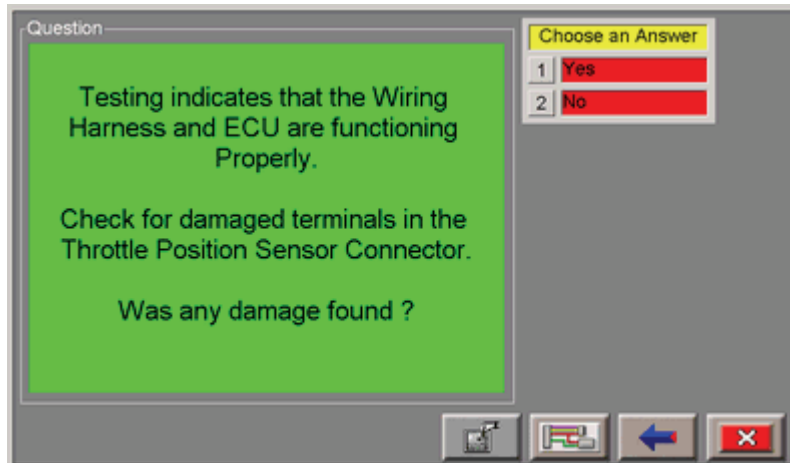 Question
Testing indicates that the Wiring
Harness and ECU are functioning
Properly.
Check for damaged terminals in the
Throttle Position Sensor Connector.
Was any damage found ?
Choose an Answer
1 Yes
2 No